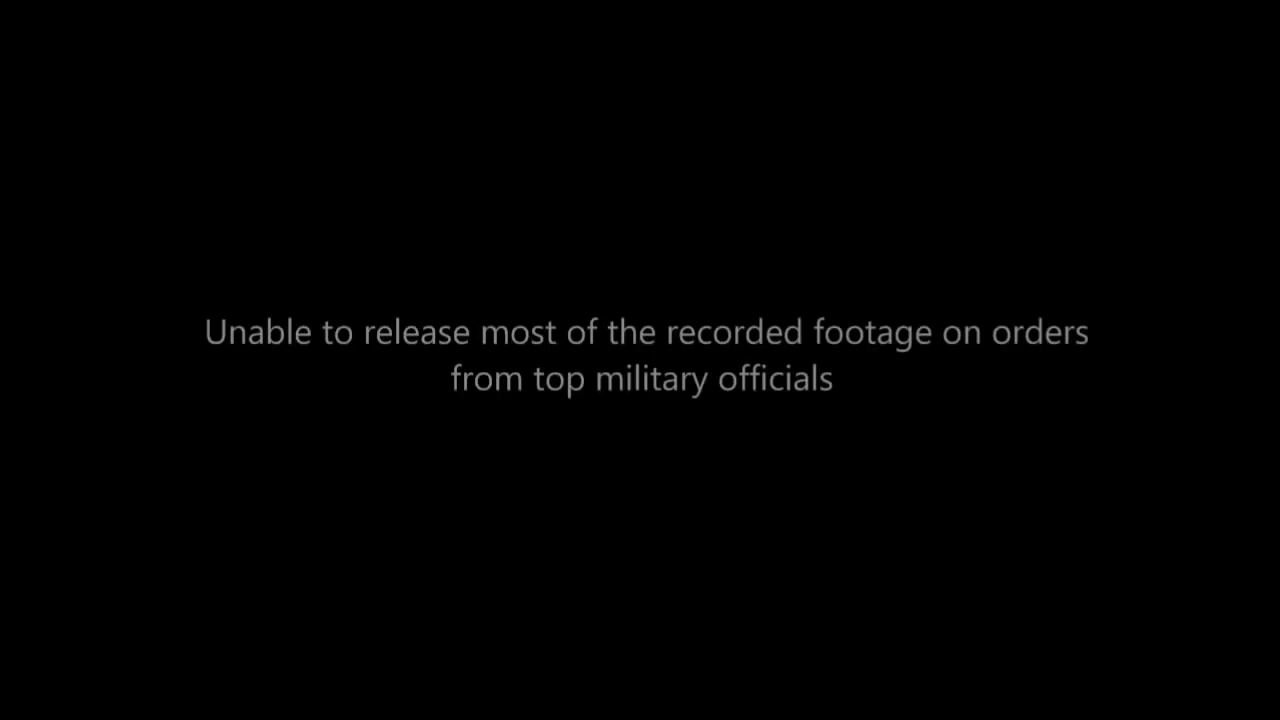 Unable to release most of the recorded footage on orders
from top military officials